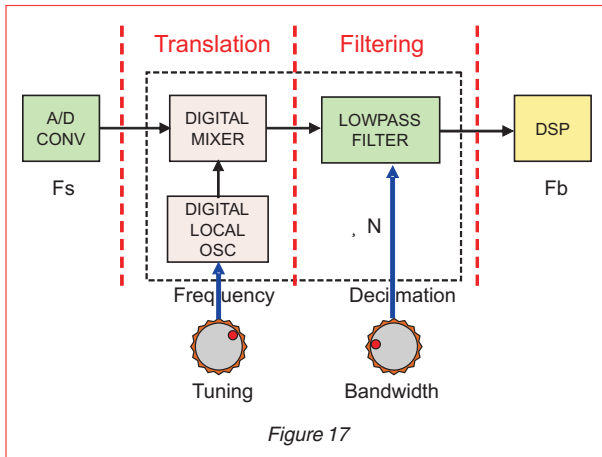 Translation
Filtering
A/D
CONV
DIGITAL
MIXER
LOWPASS
FILTER
DSP
Fs
Fb
DIGITAL
LOCAL
OSC
¸ N
Frequency
Decimation
Tuning
Bandwidth
Figure 17